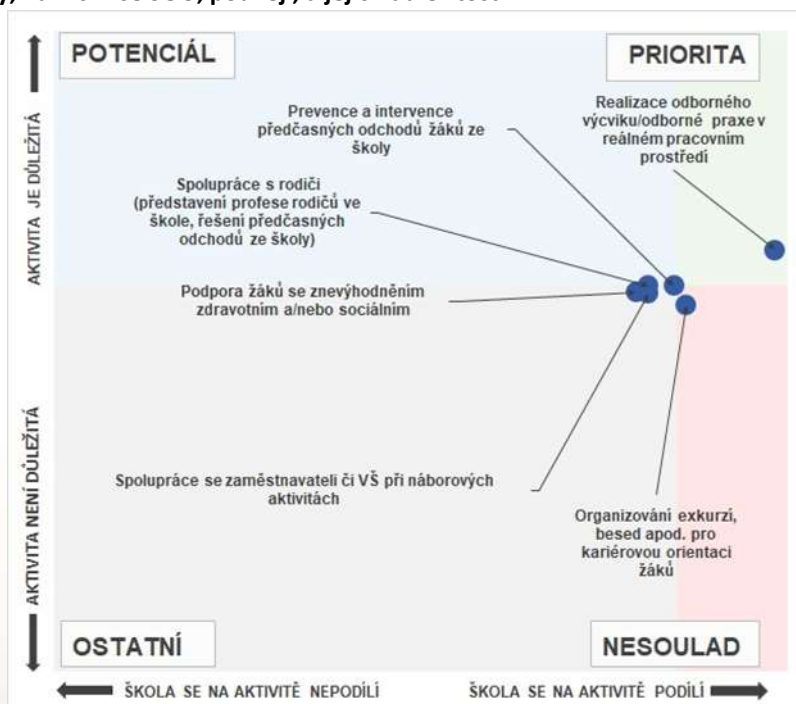 POTENCIÁL
PRIORITA
Prevence a intervence
předčasných odchodů žáků ze
školy
Realizace odborného
výcviku/odborné praxe v
reálném pracovním
prostředí
Spolupráce s rodiči
(představení profese rodičů ve
škole, řešení předčasných
odchodů ze školy)
Podpora žáků se znevýhodněním
zdravotním a/nebo sociálním
Spolupráce se zaměstnavateli či VŠ při náborových
aktivitách
Organizování exkurzí,
besed apod. pro
kariérovou orientaci
žáků
OSTATNÍ
NESOULAD
AKTIVITA JE DŮLEŽITÁ
AKTIVITA NENÍ DŮLEŽITÁ
ŠKOLA SE NA AKTIVITĚ NEPODÍLÍ
ŠKOLA SE NA AKTIVITĚ PODÍLÍ